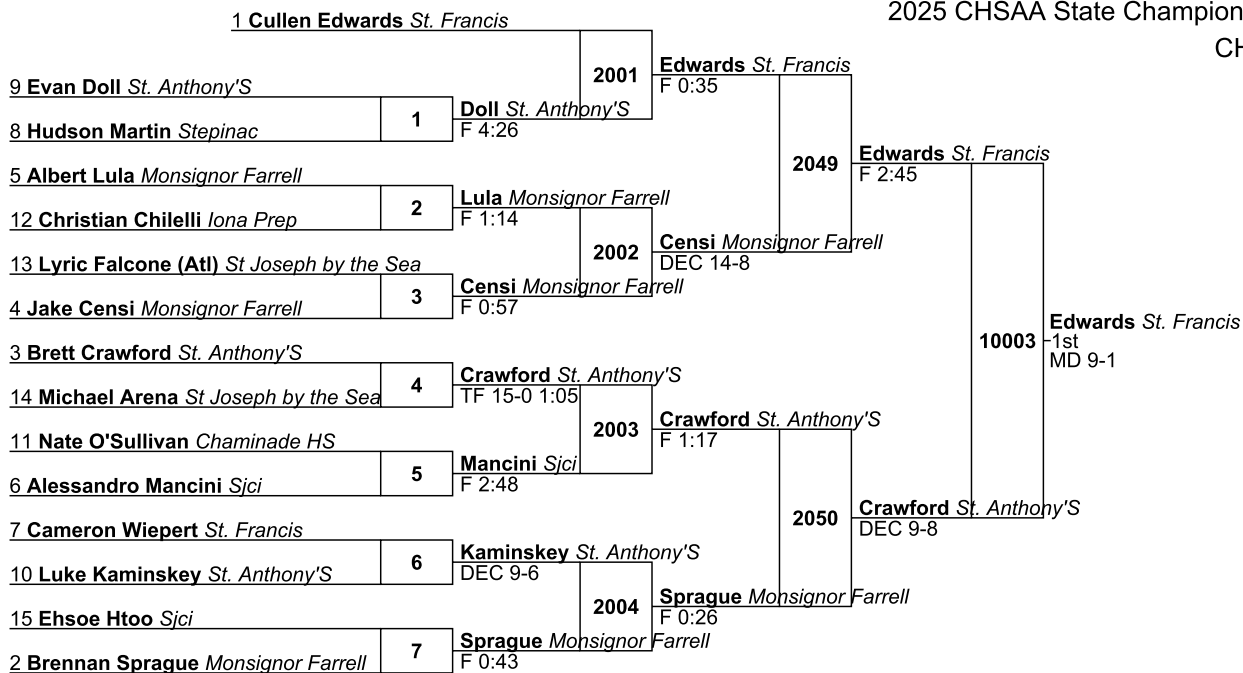 1 Cullen Edwards St. Francis
2025 CHSAA State Champion
CH
9 Evan Doll St. Anthony'S
8 Hudson Martin Stepinac
5 Albert Lula Monsignor Farrell
12 Christian Chilelli Iona Prep
13 Lyric Falcone (Atl) St Joseph by the Sea
4 Jake Censi Monsignor Farrell
3 Brett Crawford St. Anthony'S
14 Michael Arena St Joseph by the Sea
11 Nate O'Sullivan Chaminade HS
6 Alessandro Mancini Sjci
7 Cameron Wiepert St. Francis
10 Luke Kaminskey St. Anthony'S
15 Ehsoe Htoo Sjci
2 Brennan Sprague Monsignor Farrell
1
2
3
4
5
6
7
Doll St. Anthony'S
F 4:26
Lula Monsignor Farrell
F 1:14
Censi Monsignor Farrell
F 0:57
Crawford St. Anthony'S
TF 15-0 1:05
Mancini Sjci
F 2:48
Kaminskey St. Anthony'S
DEC 9-6
Sprague Monsignor Farrell
F 0:43
2001
2002
2003
2004
Edwards St. Francis
F 0:35
Censi Monsignor Farrell
DEC 14-8
Crawford St. Anthony'S
F 1:17
Sprague Monsignor Farrell
F 0:26
2049
2050
Edwards St. Francis
F 2:45
Crawford St. Anthony'S
DEC 9-8
10003
Edwards St. Francis
1st
MD 9-1